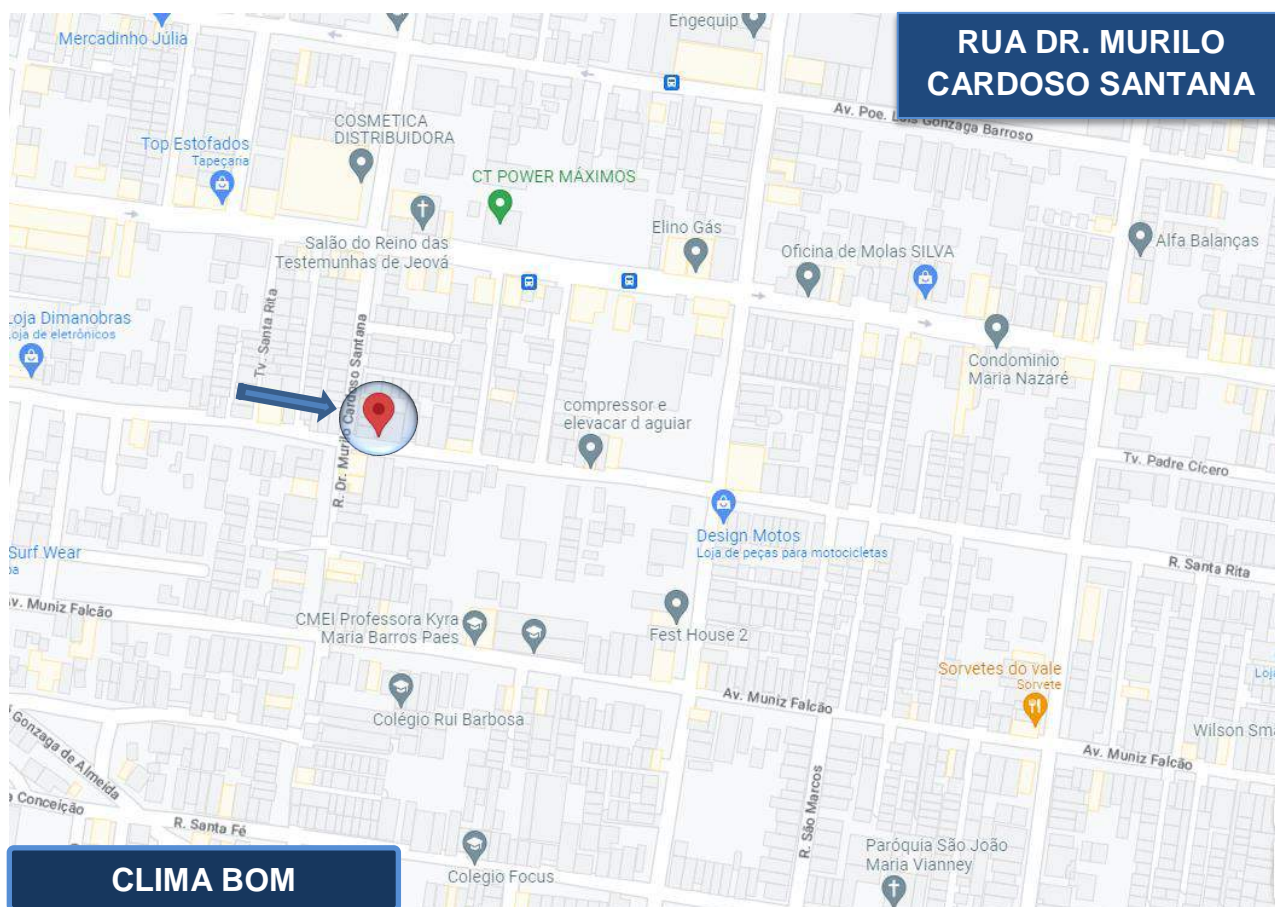 RUA DR. MURILO
CARDOSO SANTANA
Engequip
Mercadinho Júlia
Av. Poe. Luis Gonzaga Barroso
COSMETICA
DISTRIBUIDORA
Top Estofados
Tapeçaria
CT POWER MÁXIMOS
Elino Gás
Alfa Balanças
Salão do Reino das
Testemunhas de Jeová
Oficina de Molas SILVA
Tv. Santa Rita
R. Dr. Murilo Cardoso Santana
Loja Dimanobras
Loja de eletrônicos
Condominio
Maria Nazaré
compressor e
elevacar d aguiar
Tv. Padre Cícero
Design Motos
Loja de peças para motocicletas
Surf Wear
R. Santa Rita
Av. Muniz Falcão
CMEI Professora Kyra
Maria Barros Paes
Fest House 2
Sorvetes do vale
Sorvete
Av. Muniz Falcão
Colégio Rui Barbosa
Wilson
Av. Muniz Falcão
Gonzaga de Almeida
Conceição
R. Santa Fé
R. São Marcos
Paróquia São João
Maria Vianney
Colegio Focus
CLIMA BOM